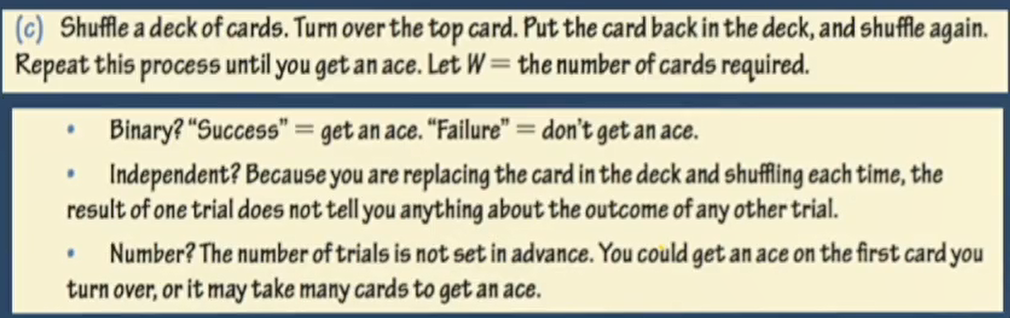 (c) Shuffle a deck of cards. Turn over the top card. Put the card back in the deck, and shuffle again.
Repeat this process until you get an ace. Let W = the number of cards required.
• Binary? “Success” = get an ace. “Failure” = don’t get an ace.
• Independent? Because you are replacing the card in the deck and shuffling each time, the
result of one trial does not tell you anything about the outcome of any other trial.
• Number? The number of trials is not set in advance. You could get an ace on the first card you
turn over, or it may take many cards to get an ace.